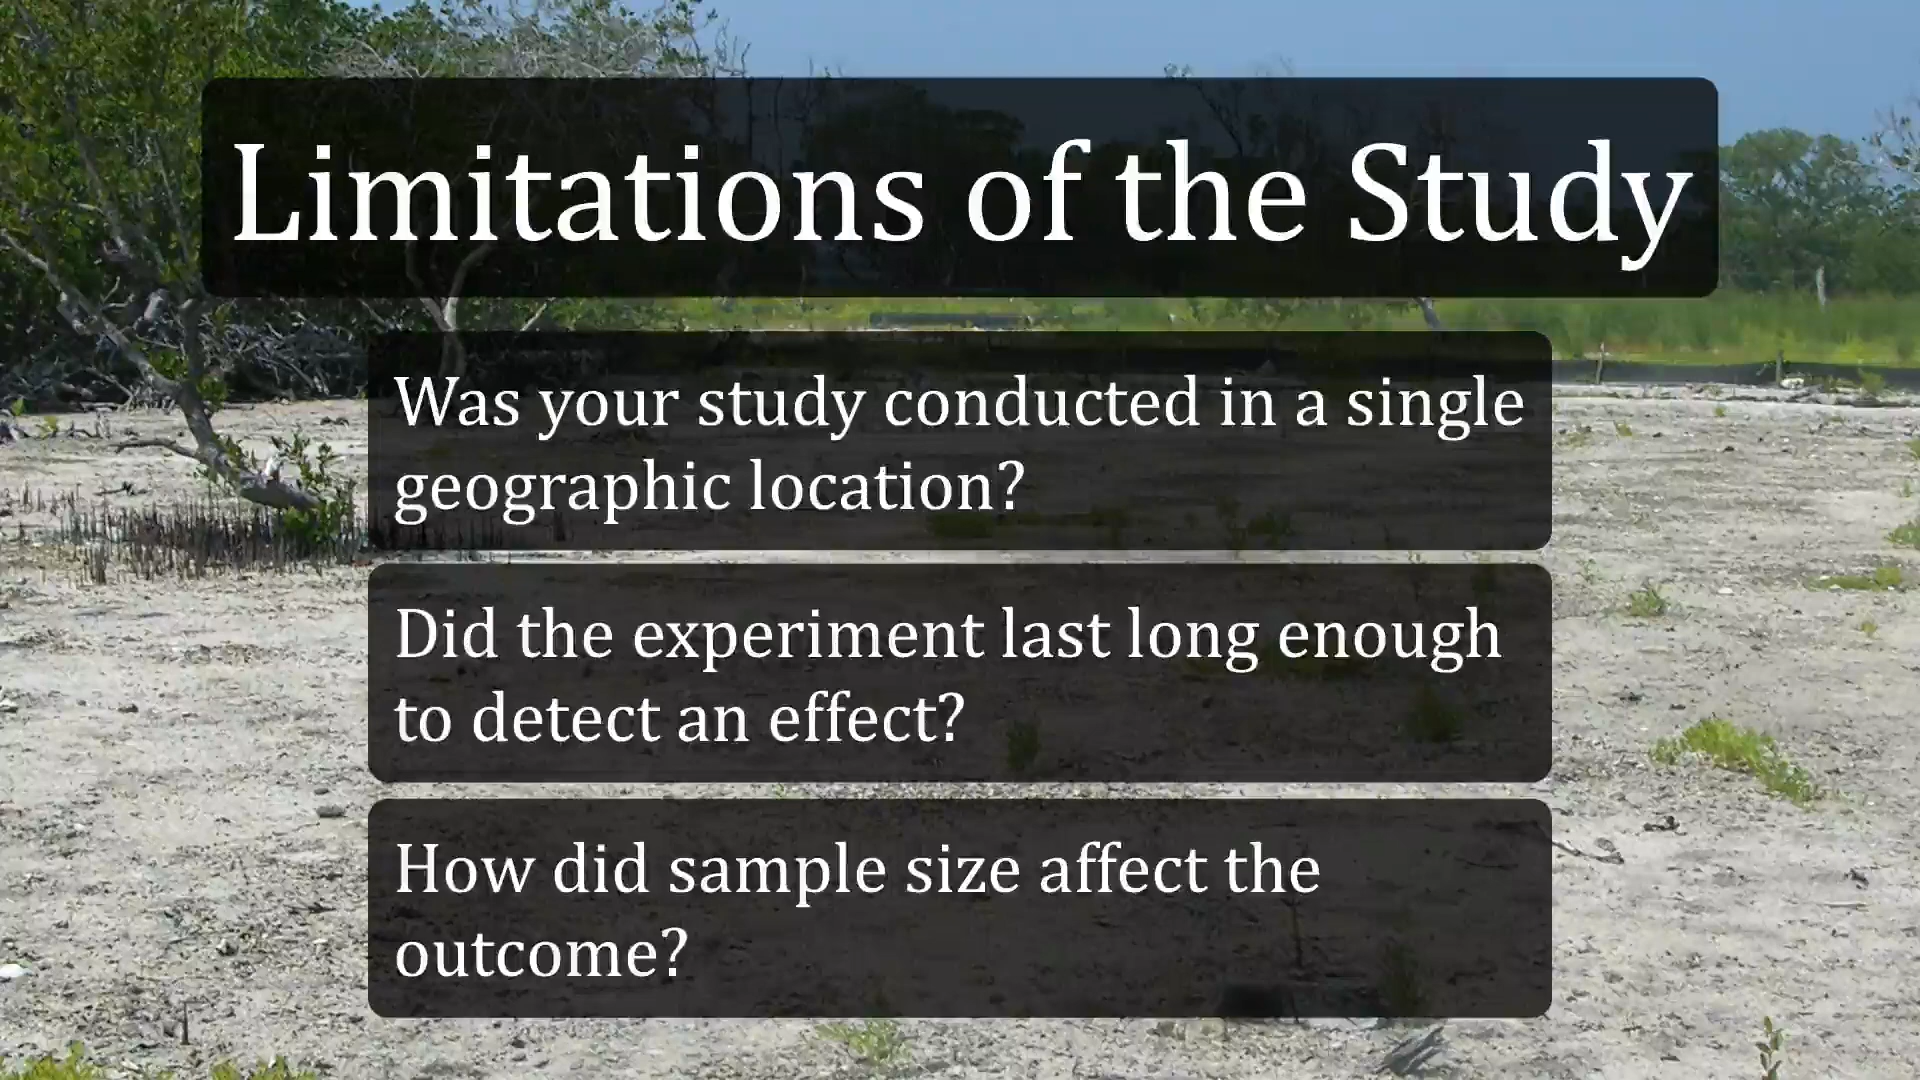 Limitations of the Study
Was your study conducted in a single
geographic location?
Did the experiment last long enough
to detect an effect?
How did sample size affect the
outcome?